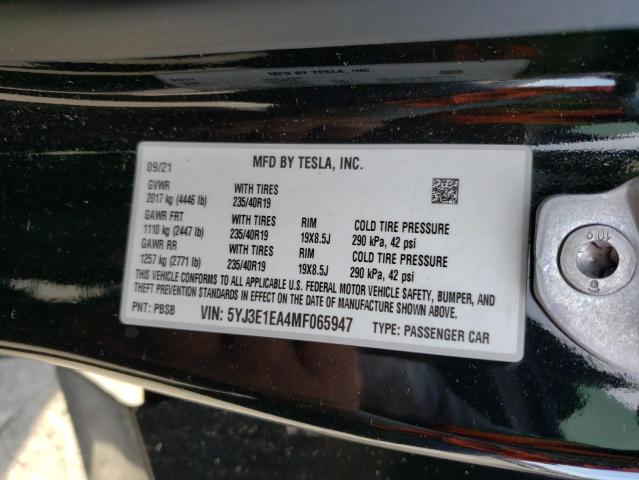 MFD BY TESLA, INC.
09/21 MFD BY TESLA, INC.
GVWR WITH TIRES
2017 kg (4446 lb) 235/40R19
GAWR FRT WITH TIRES RIM COLD TIRE PRESSURE
1110 kg (2447 lb) 235/40R19 19X8.5J 290 kPa, 42 psi
GAWR RR WITH TIRES RIM COLD TIRE PRESSURE
1257 kg (2771 lb) 235/40R19 19X8.5J 290 kPa, 42 psi
THIS VEHICLE CONFORMS TO ALL APPLICABLE U.S. FEDERAL MOTOR VEHICLE SAFETY, BUMPER, AND
THEFT PREVENTION STANDARDS IN EFFECT ON THE DATE OF MANUFACTURE SHOWN ABOVE.
PNT: PBSB VIN: 5YJ3E1EA4MF065947 TYPE: PASSENGER CAR